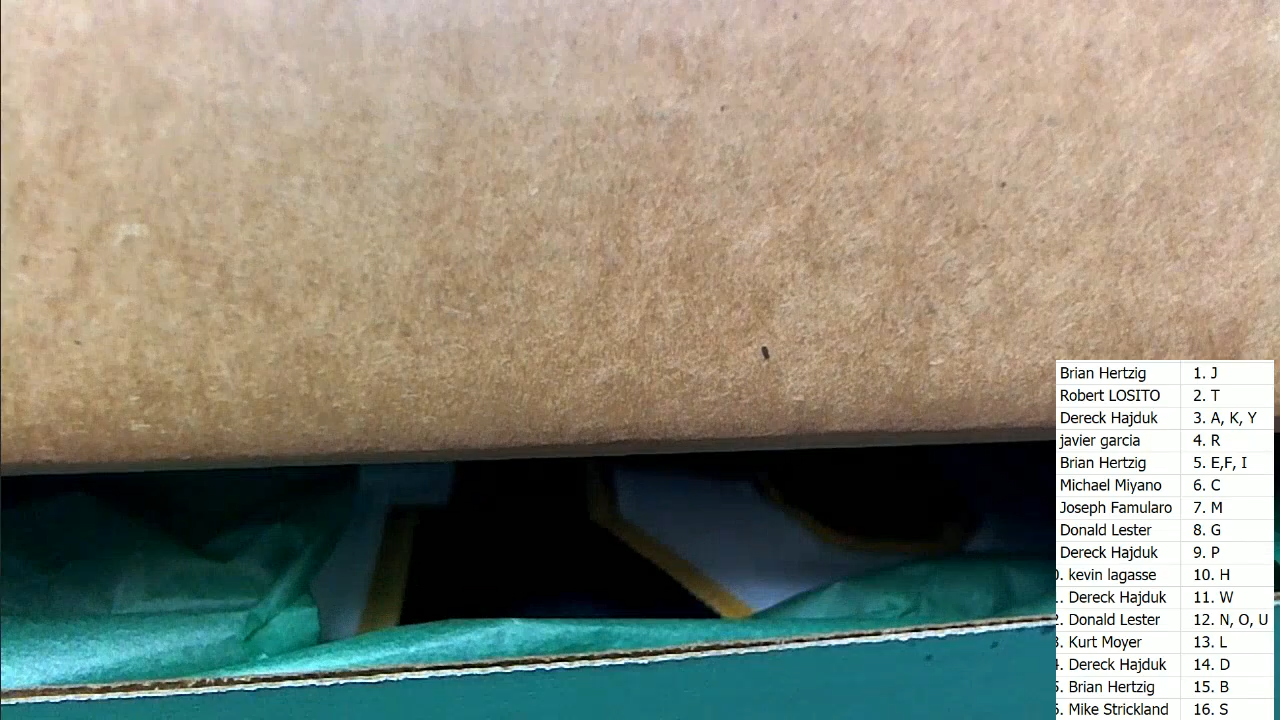 Brian Hertzig 1. J
Robert LOSITO 2. T
Dereck Hajduk 3. A, K, Y
javier garcia 4. R
Brian Hertzig 5. E,F, I
Michael Miyano 6. C
Joseph Famularo 7. M
Donald Lester 8. G
Dereck Hajduk 9. P
kevin lagasse 10. H
Dereck Hajduk 11. W
Donald Lester 12. N, O, U
Kurt Moyer 13. L
Dereck Hajduk 14. D
Brian Hertzig 15. B
Mike Strickland 16. S